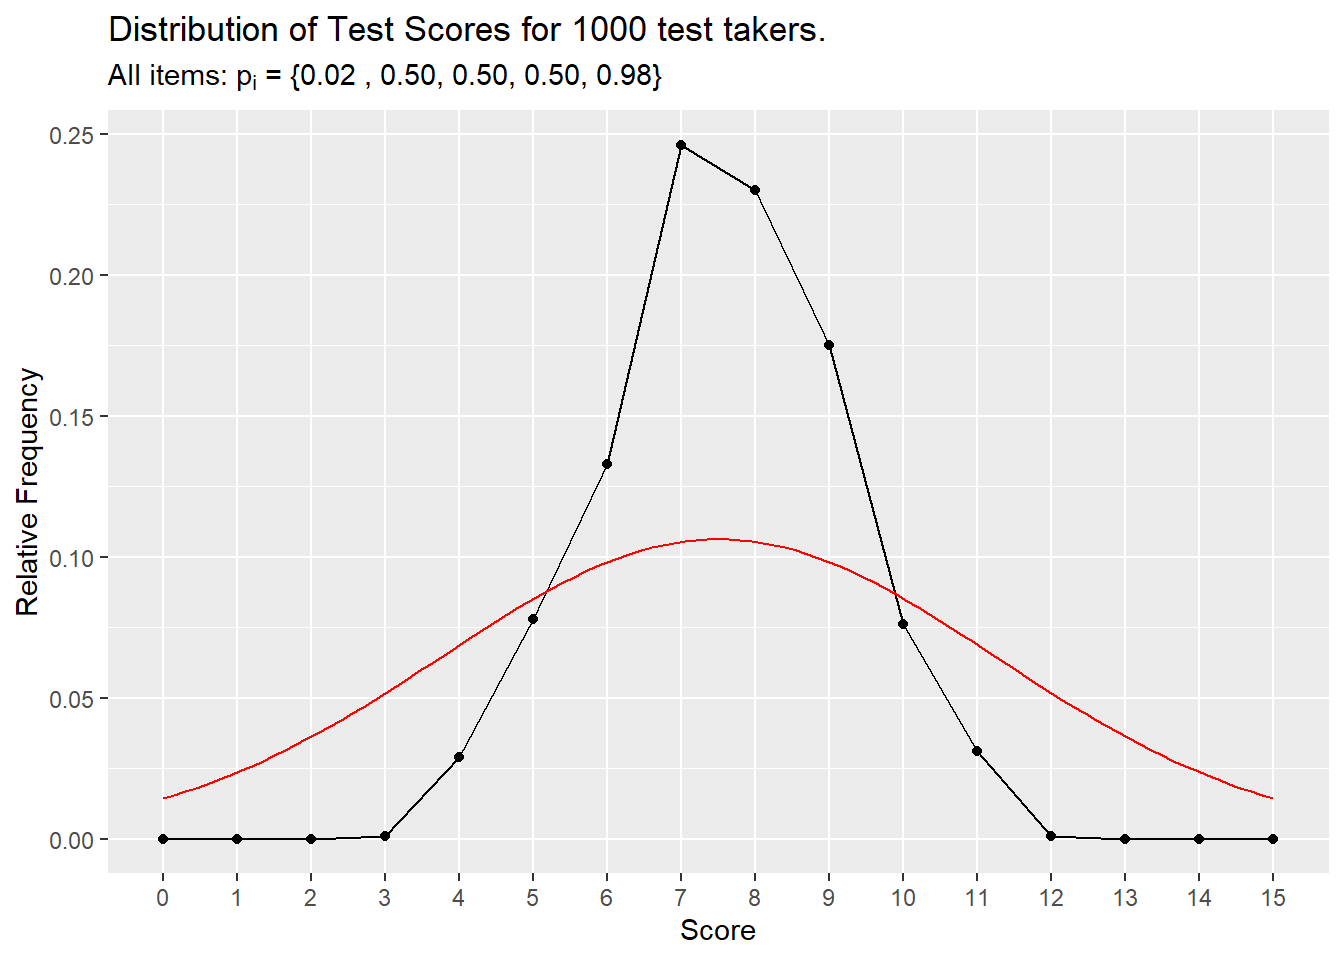 Distribution of Test Scores for 1000 test takers.
All items: pᵢ = {0.02 , 0.50, 0.50, 0.50, 0.98}
0.25
0.20
0.15
0.10
0.05
0.00
Relative Frequency
0 1 2 3 4 5 6 7 8 9 10 11 12 13 14 15
Score